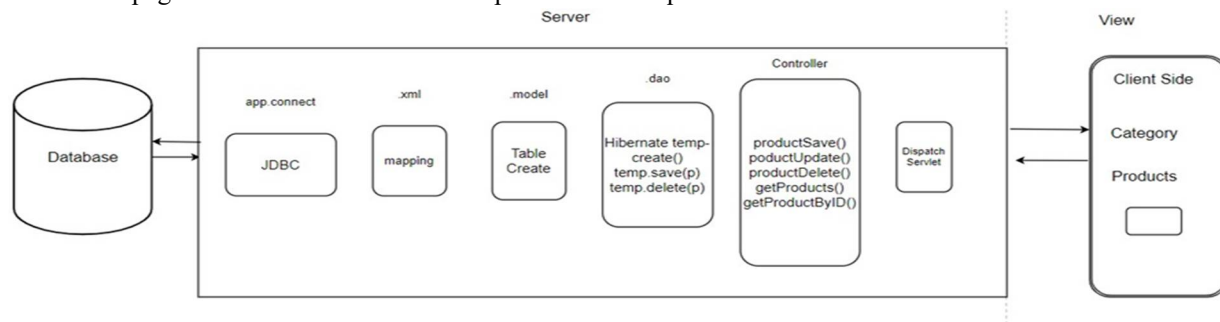 Server
View
Database
app.connect
JDBC
.xml
mapping
.model
Table
Create
.dao
Hibernate temp-
create()
temp.save(p)
temp.delete(p)
Controller
productSave()
poductUpdate()
productDelete()
getProducts()
getProductByID()
Dispatch
Servlet
Client Side
Category
Products